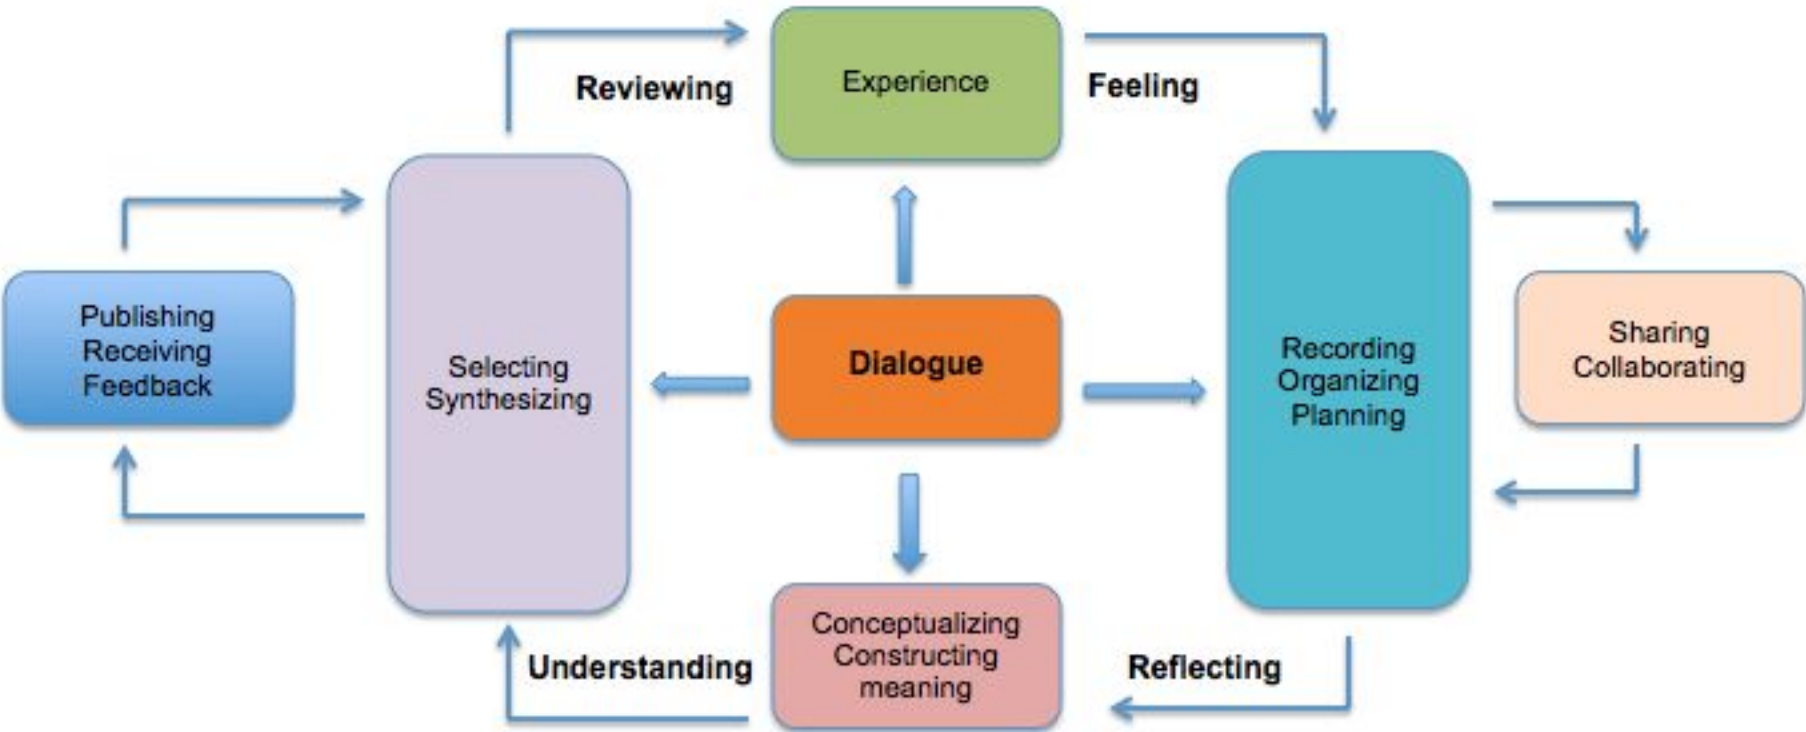 Reviewing
Experience
Feeling
Publishing
Receiving
Feedback
Selecting
Synthesizing
Dialogue
Recording
Organizing
Planning
Sharing
Collaborating
Understanding
Conceptualizing
Constructing
meaning
Reflecting